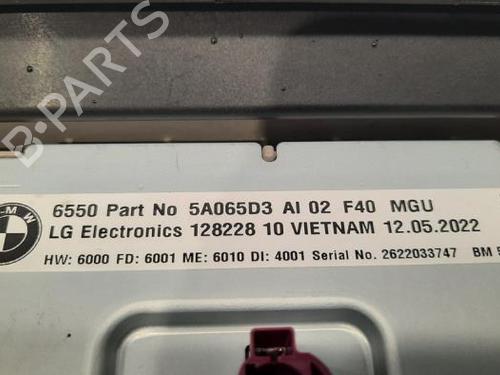 B-PARTS
BMW
6550 Part No 5A065D3 AI 02 F40 MGU
LG Electronics 128228 10 VIETNAM 12.05.2022
HW: 6000 FD: 6001 ME: 6010 DI: 4001 Serial No. 2622033747 BM